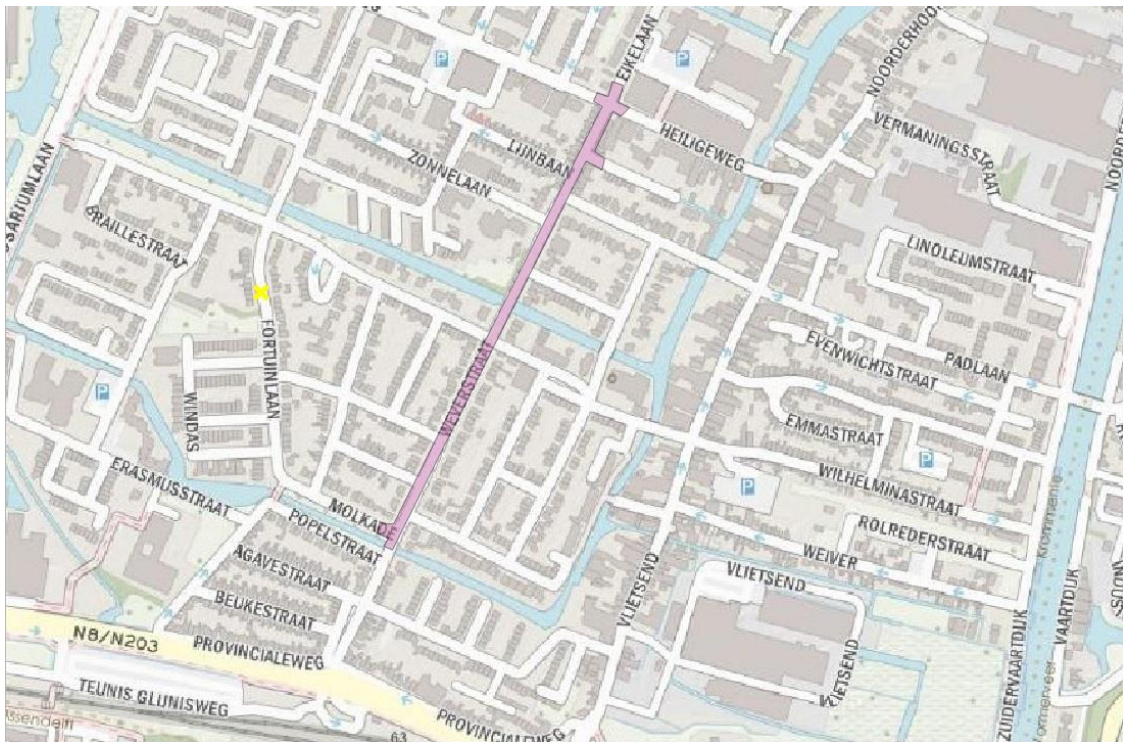 EIKELAAN
NOORDERHOO
P
P
HEILIGEWEG
VERMANINGSSTRAAT
NOORDE
LIJNBAAN
ZONNELAAN
SARIUMLAAN
BRAILLESTRAAT
LINOLEUMSTRAAT
FORTUINLAAN
WEVERSTRAAT
EVENWICHTSTRAAT
PADLAAN
P
WINDAS
EMMASTRAAT
P
P
WILHELMINASTRAAT
ERASMUSSTRAAT
MOLKADE
POPELSTRAAT
ROLREDERSTRAAT
WEIVER
AGAVESTRAAT
VLIETSEND
VLIETSEND
BEUKESTRAAT
N8/N203
PROVINCIALEWEG
VLIETSEND
ZUIDERVAARTDIJK
VAARTDIJK
TEUNIS GLIJNISWEG
PROVINCIALEWEG
ssendelft
63